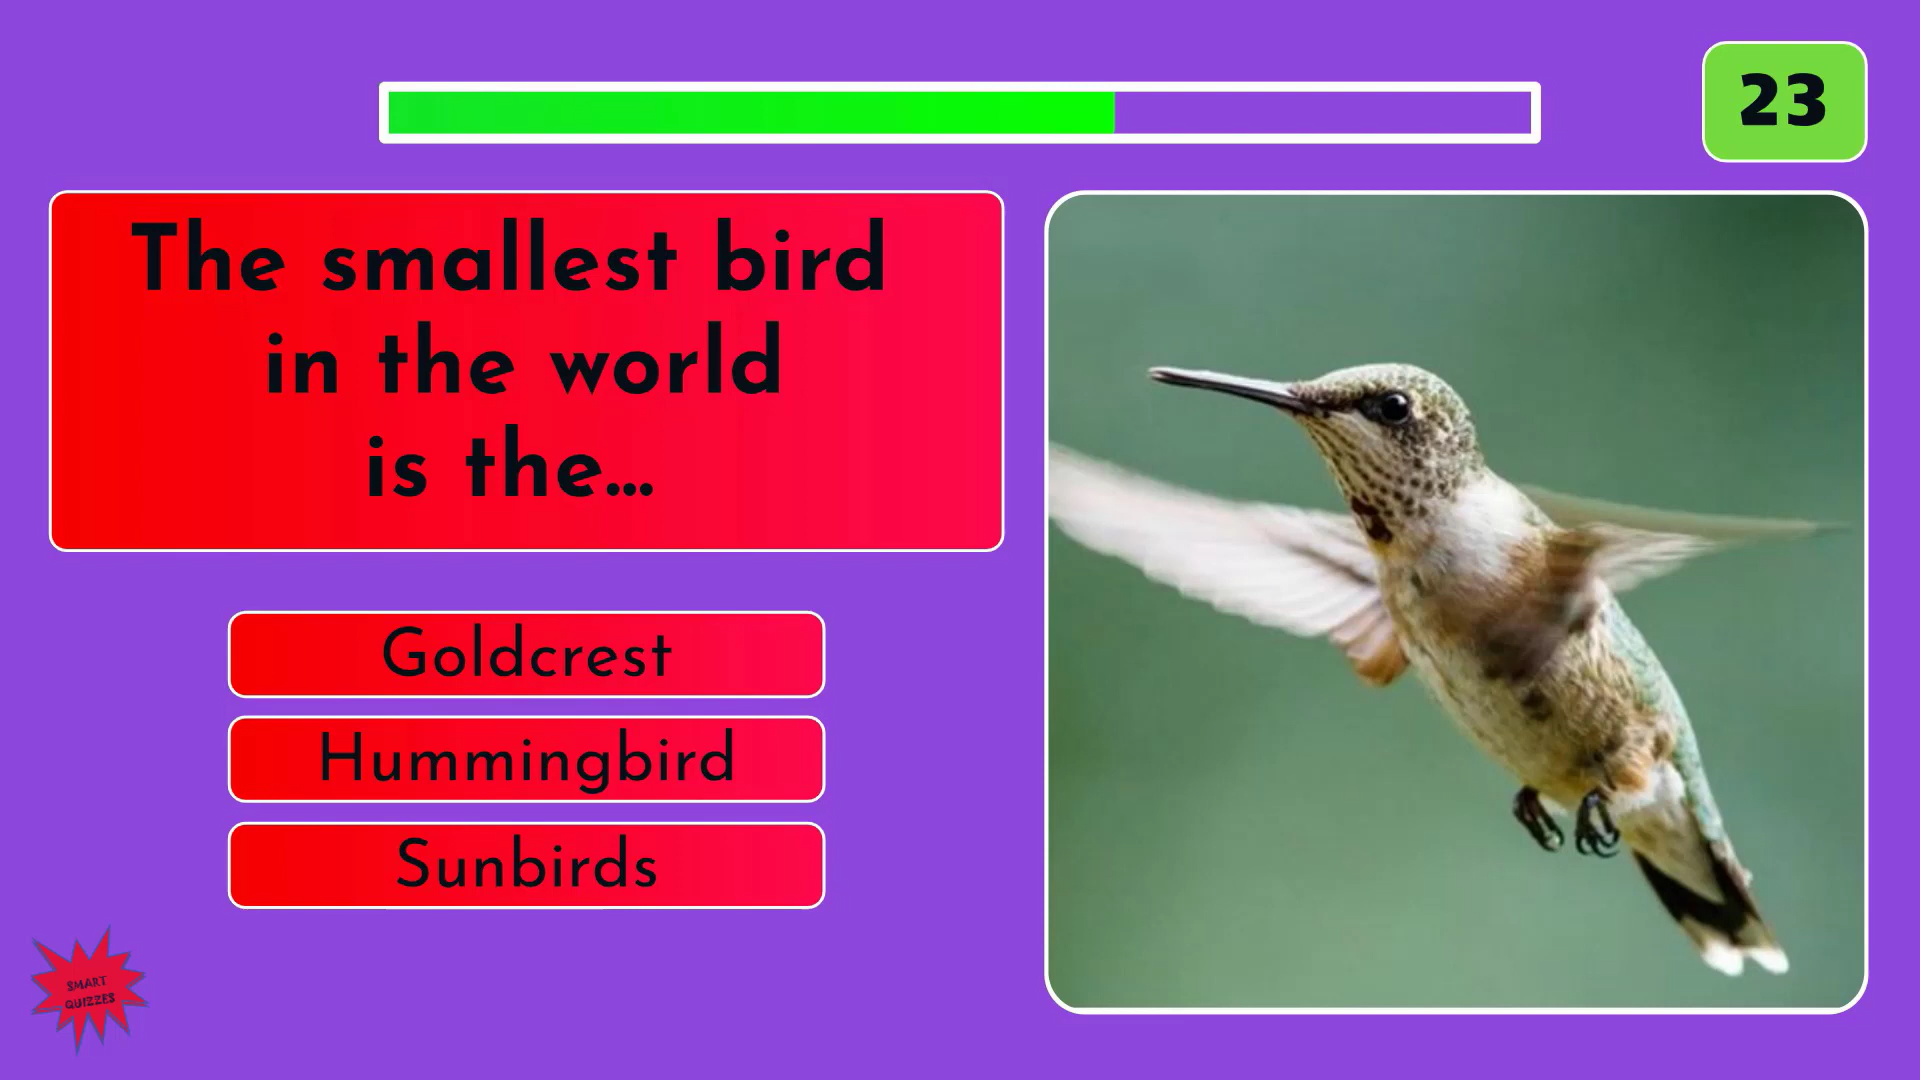 23
The smallest bird
in the world
is the...
Goldcrest
Hummingbird
Sunbirds
SMART
QUIZZES